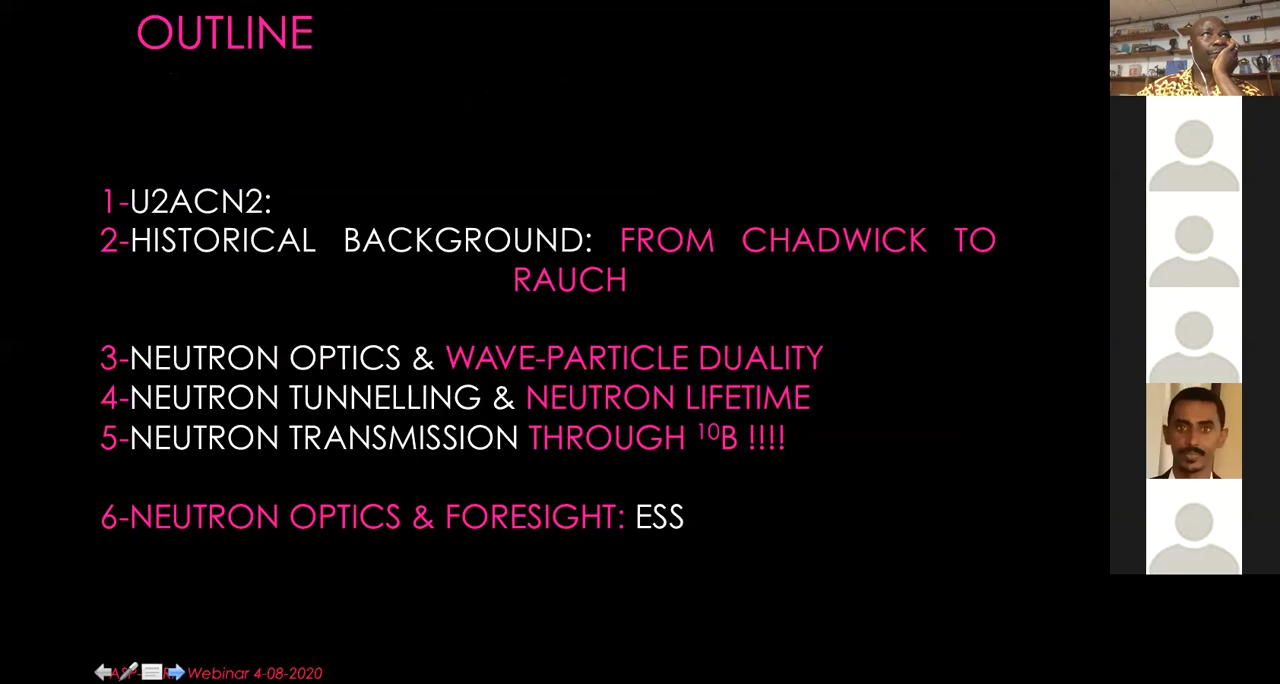 OUTLINE
1-U2ACN2:
2-HISTORICAL BACKGROUND: FROM CHADWICK TO
RAUCH
3-NEUTRON OPTICS & WAVE-PARTICLE DUALITY
4-NEUTRON TUNNELLING & NEUTRON LIFETIME
5-NEUTRON TRANSMISSION THROUGH ¹⁰B !!!!
6-NEUTRON OPTICS & FORESIGHT: ESS
Webinar 4-08-2020